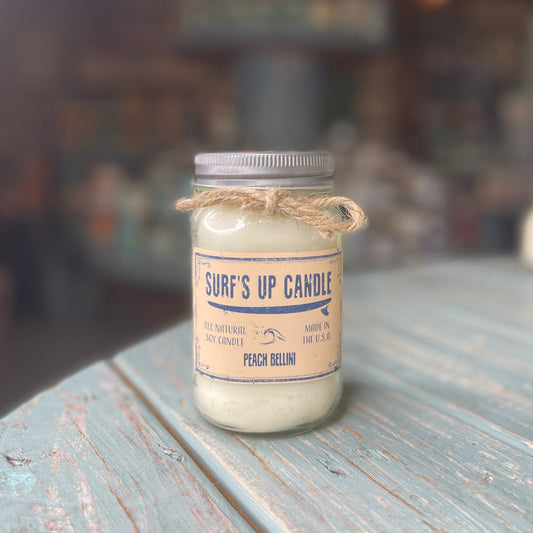 SURF'S UP CANDLE
ALL NATURAL SOY CANDLE
MADE IN THE U.S.A.
PEACH BELLINI